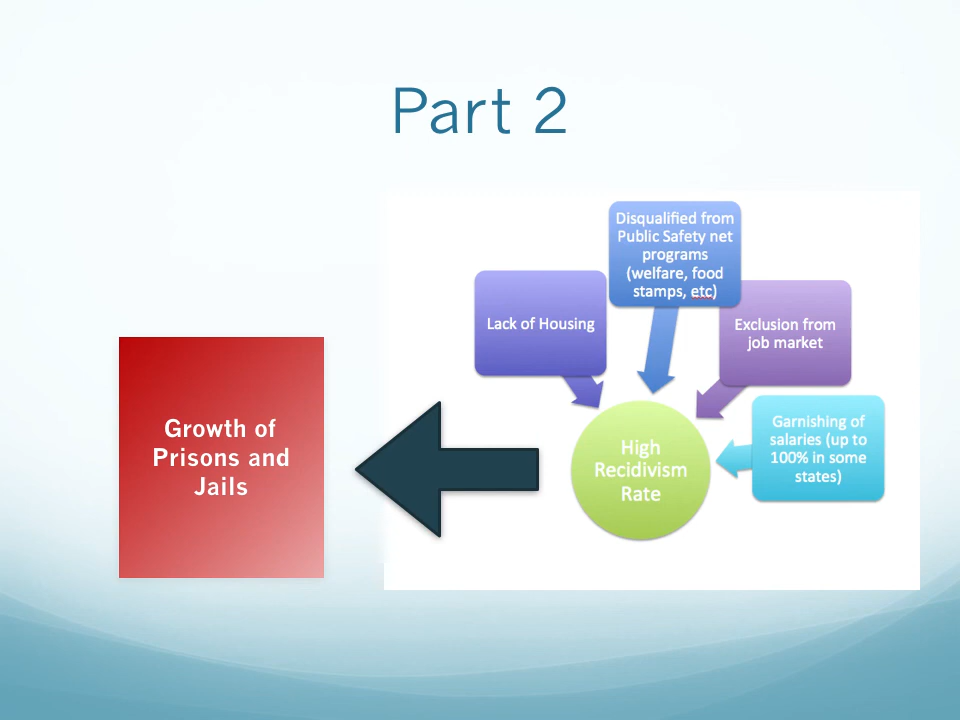 Part 2
Disqualified from
Public Safety net
programs
(welfare, food
stamps, etc)
Lack of Housing
Exclusion from
job market
Growth of
Prisons and
Jails
High
Recidivism
Rate
Garnishing of
salaries (up to
100% in some
states)